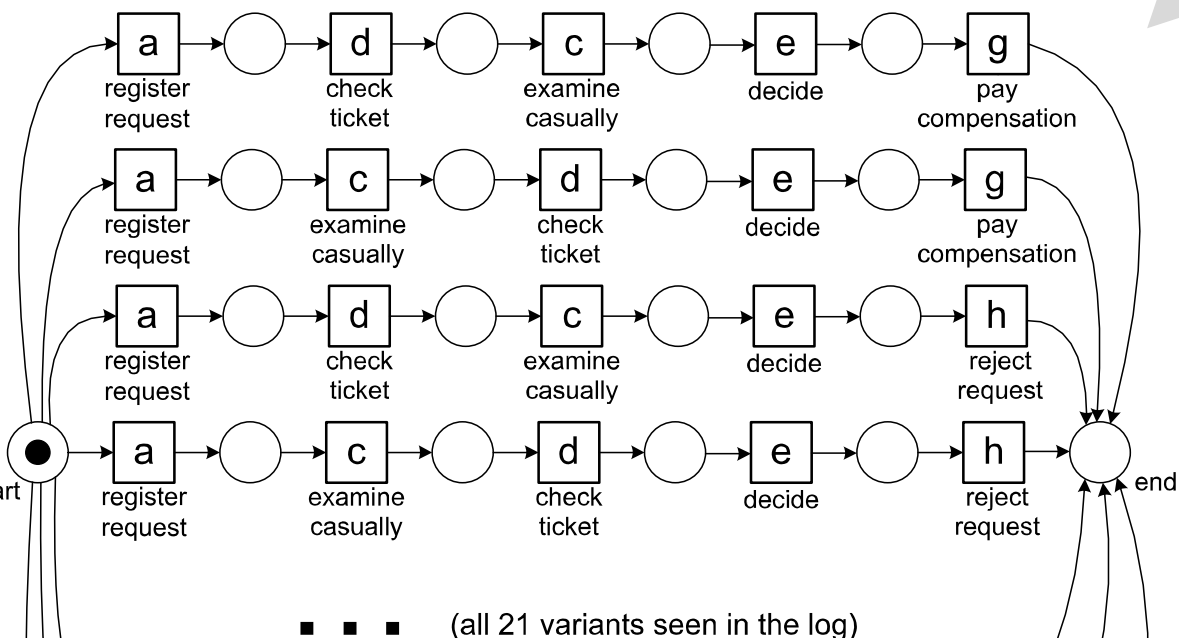 a d c e g
register check examine decide pay
request ticket casually compensation
a c d e g
register examine check decide pay
request casually ticket compensation
a d c e h
register check examine decide reject
request ticket casually request
a c d e h
art end
register examine check decide reject
request casually ticket request
(all 21 variants seen in the log)